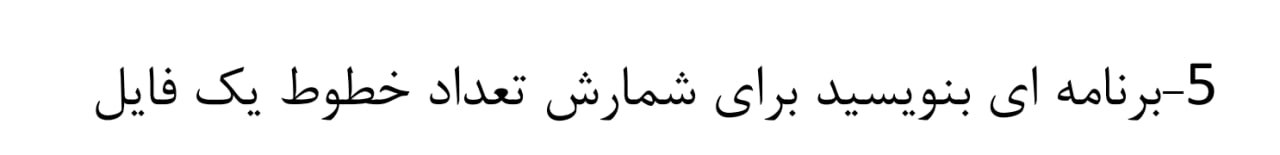 5-برنامه ای بنویسید برای شمارش تعداد خطوط یک فایل